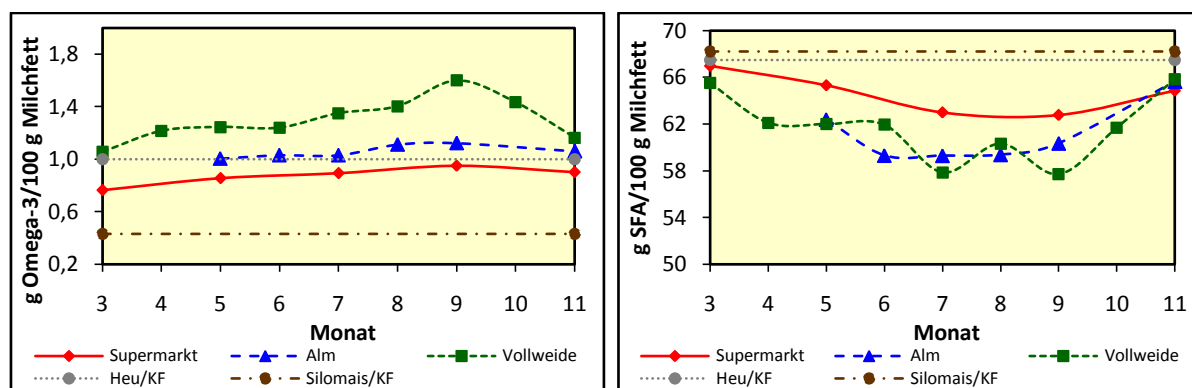 g Omega-3/100 g Milchfett
1,8
1,4
1,0
0,6
0,2
3 4 5 6 7 8 9 10 11
Monat
Supermarkt Alm Vollweide
Heu/KF Silomais/KF
g SFA/100 g Milchfett
70
66
62
58
54
50
3 4 5 6 7 8 9 10 11
Monat
Supermarkt Alm Vollweide
Heu/KF Silomais/KF